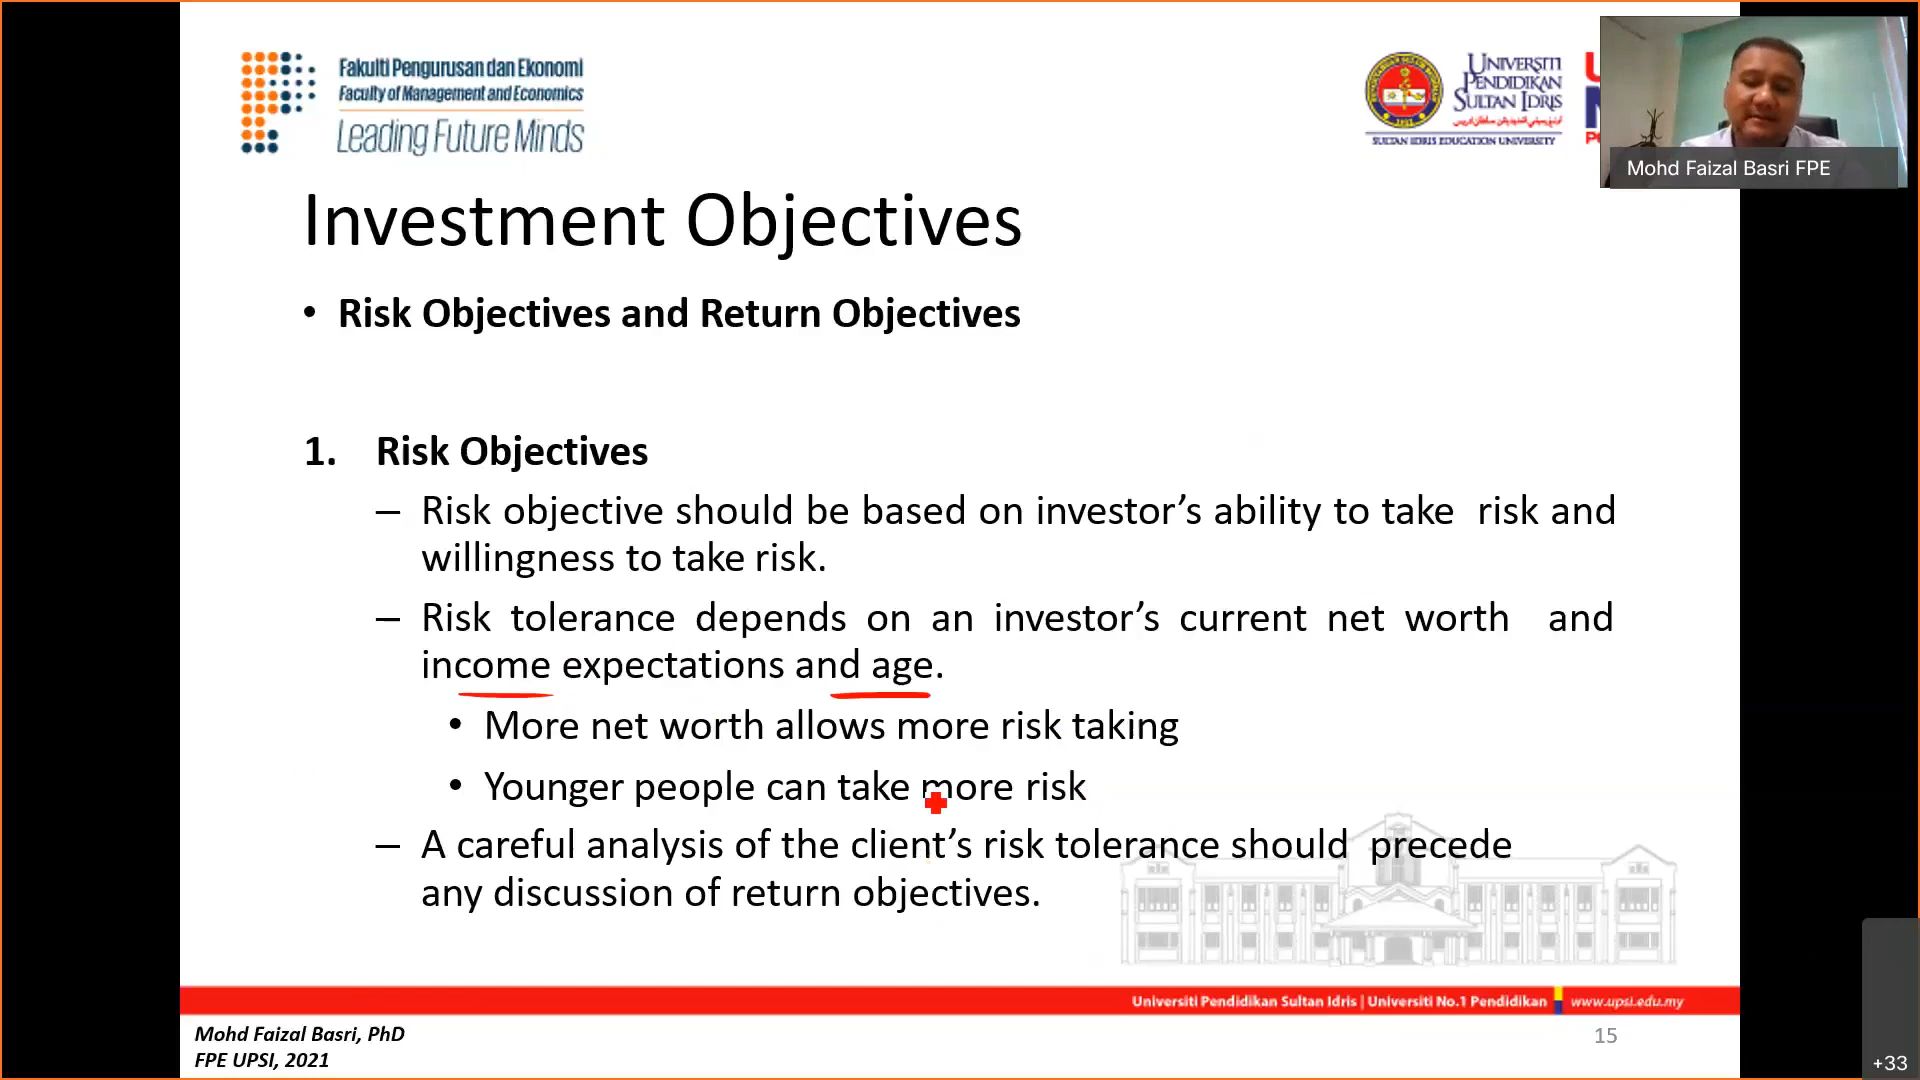 Fakulti Pengurusan dan Ekonomi
Faculty of Management and Economics
Leading Future Minds
UNIVERSITI
PENDIDIKAN
SULTAN IDRIS
SULTAN IDRIS EDUCATION UNIVERSITY
Mohd Faizal Basri FPE
Investment Objectives
• Risk Objectives and Return Objectives
1. Risk Objectives
– Risk objective should be based on investor’s ability to take risk and
willingness to take risk.
– Risk tolerance depends on an investor’s current net worth and
income expectations and age.
• More net worth allows more risk taking
• Younger people can take more risk
– A careful analysis of the client’s risk tolerance should precede
any discussion of return objectives.
Universiti Pendidikan Sultan Idris | Universiti No.1 Pendidikan www.upsi.edu.my
Mohd Faizal Basri, PhD
FPE UPSI, 2021
15
+33